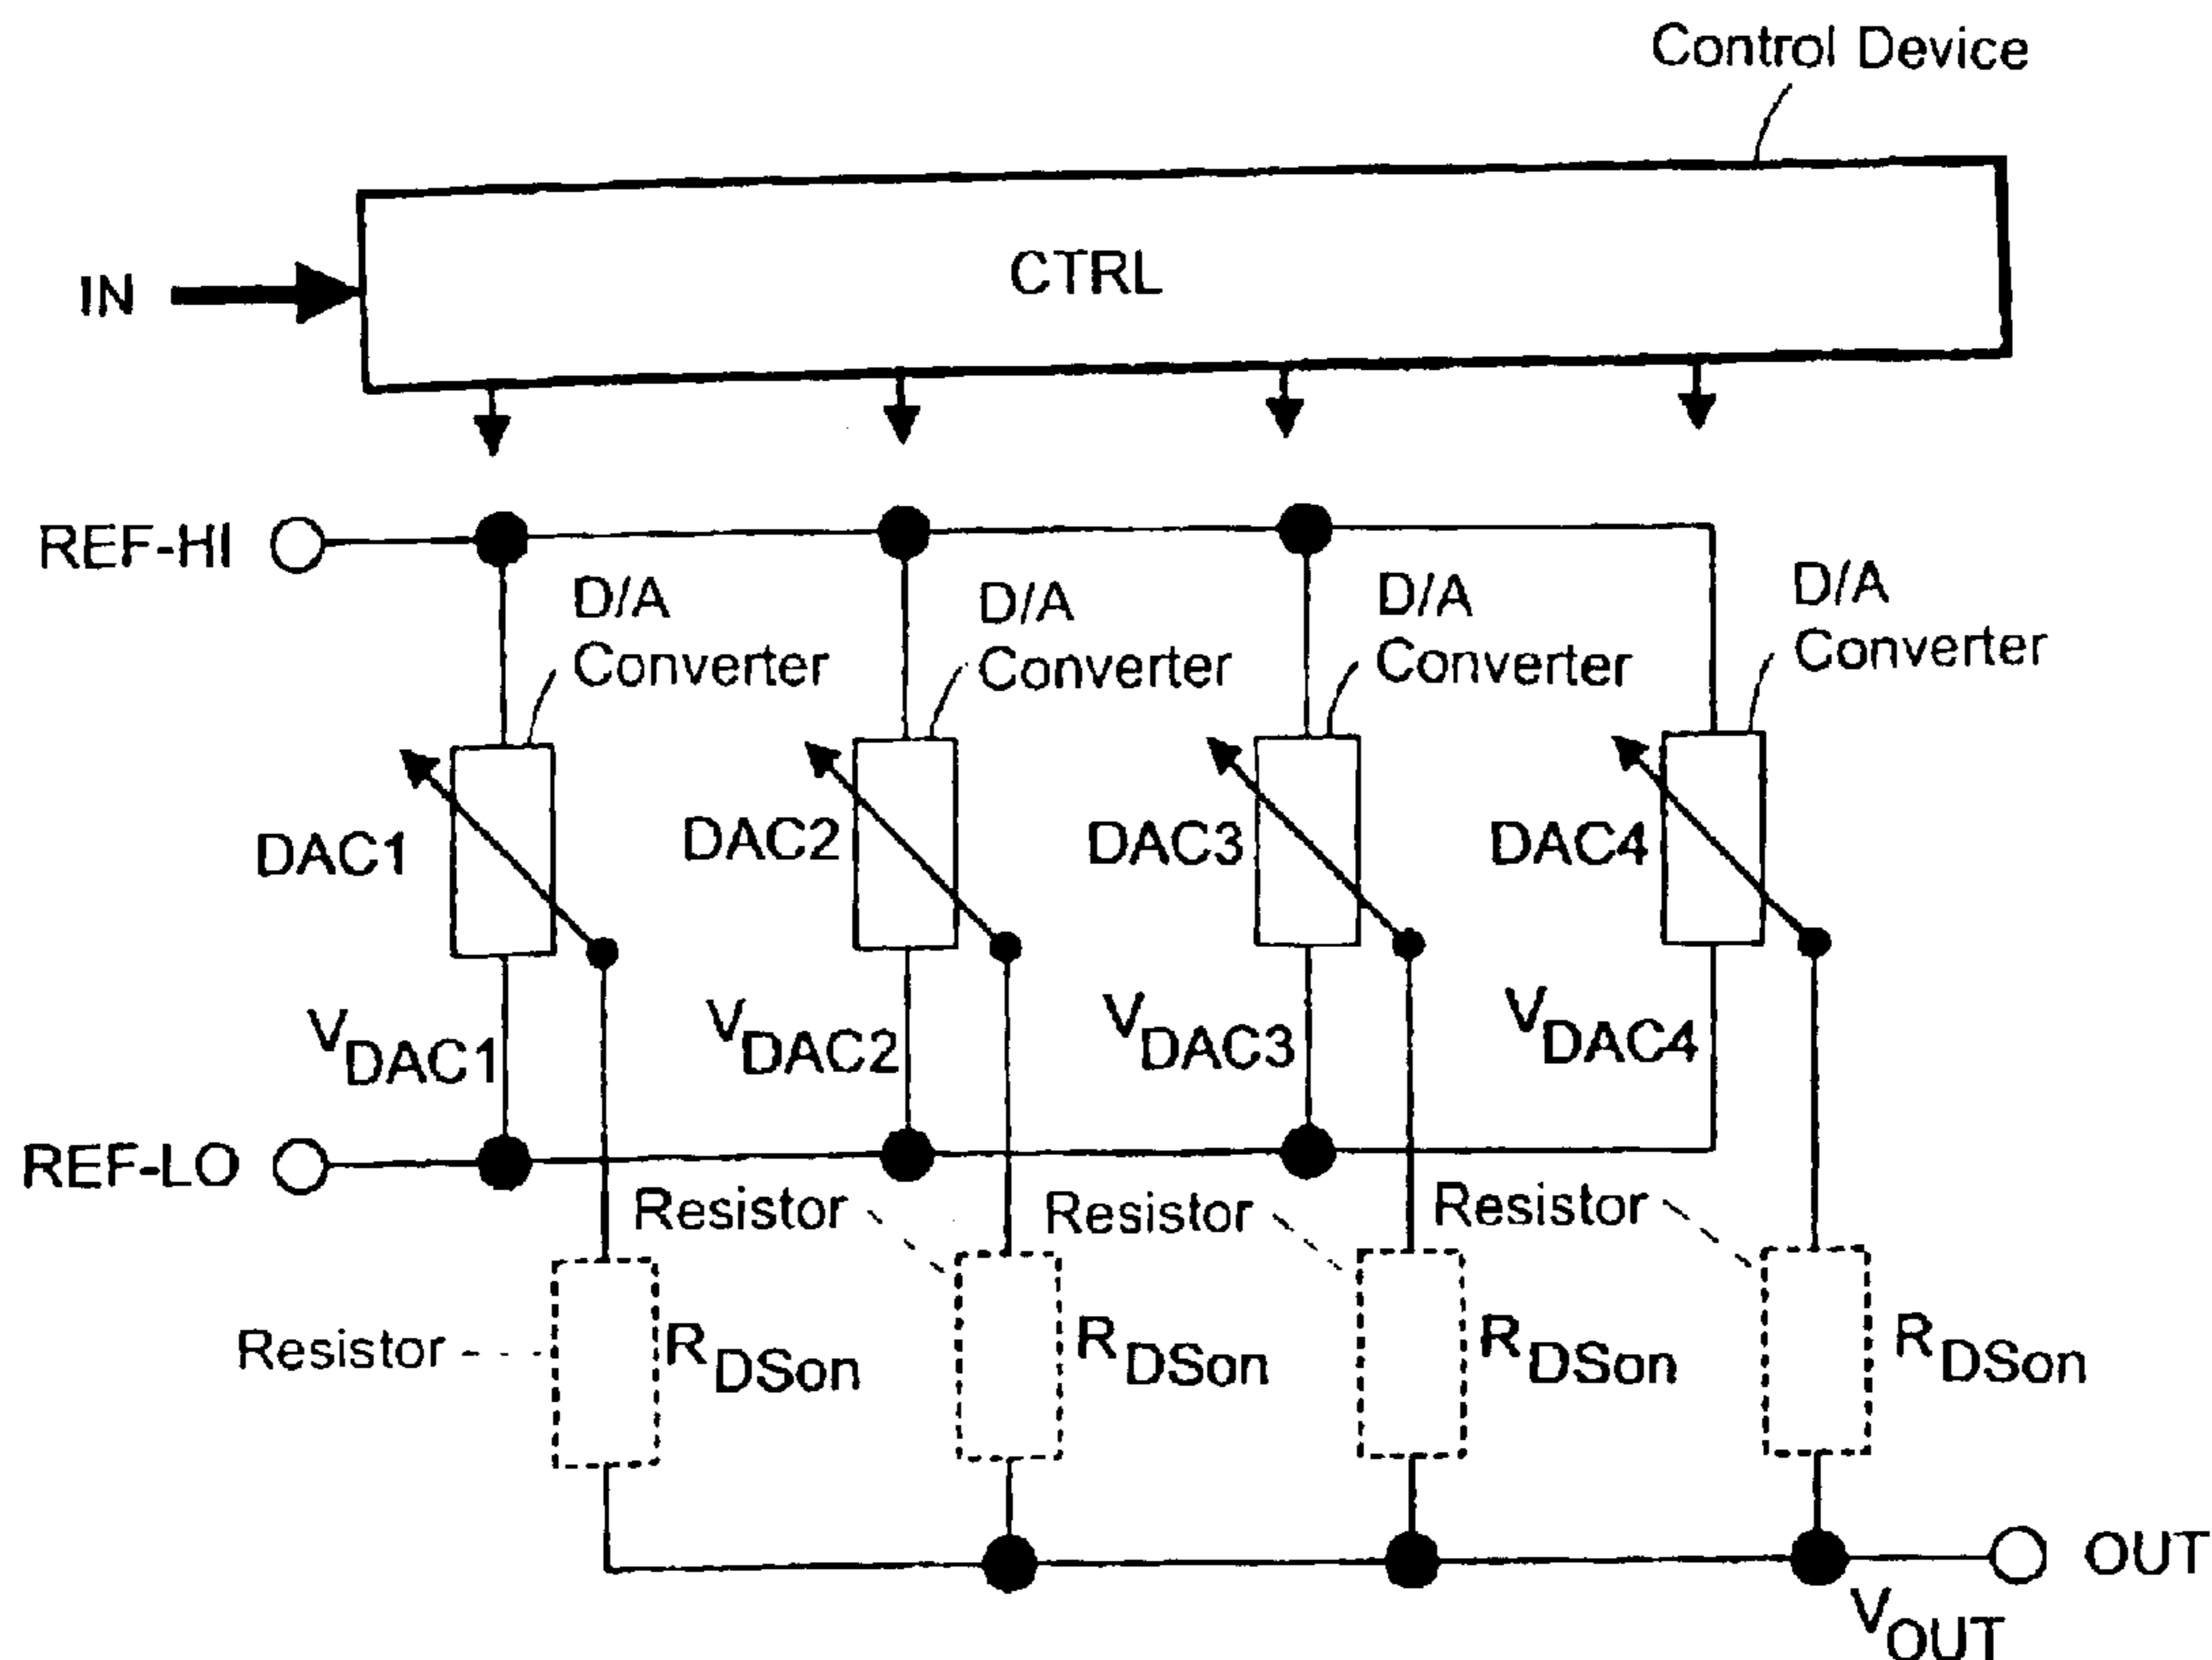 Control Device
CTRL
IN
REF-HI
D/A
Converter
D/A
Converter
D/A
Converter
D/A
Converter
DAC1
DAC2
DAC3
DAC4
VDAC1
VDAC2
VDAC3
VDAC4
REF-LO
Resistor
Resistor
Resistor
Resistor
RDSon
RDSon
RDSon
RDSon
OUT
VOUT